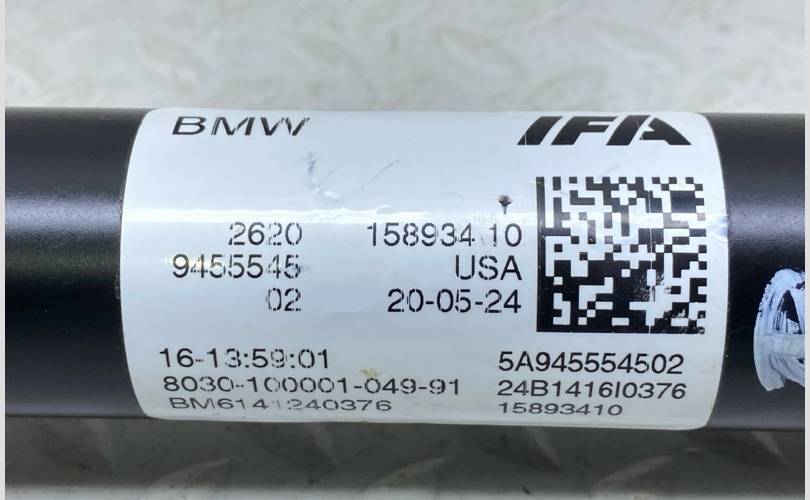 BMW IFA
2620 158934 10
9455545 USA
02 20-05-24
16-13:59:01 5A945554502
8030-100001-049-91 24B1416I0376
BM6141240376 15893410